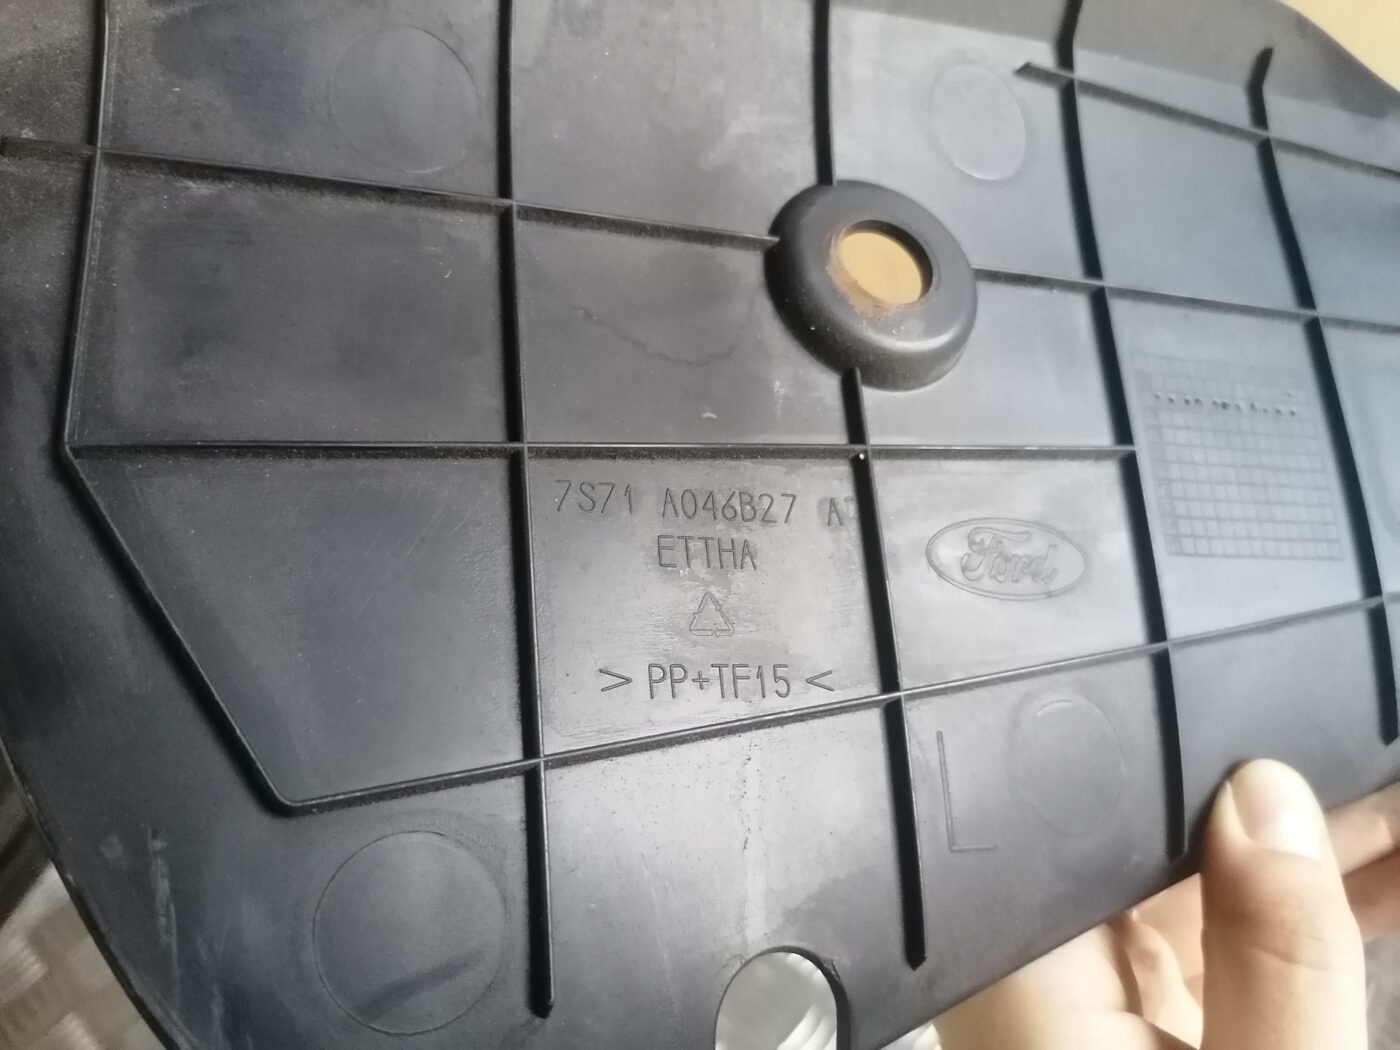 7S71 A046B27 A
ETTHA
Ford
> PP+TF15 <
L